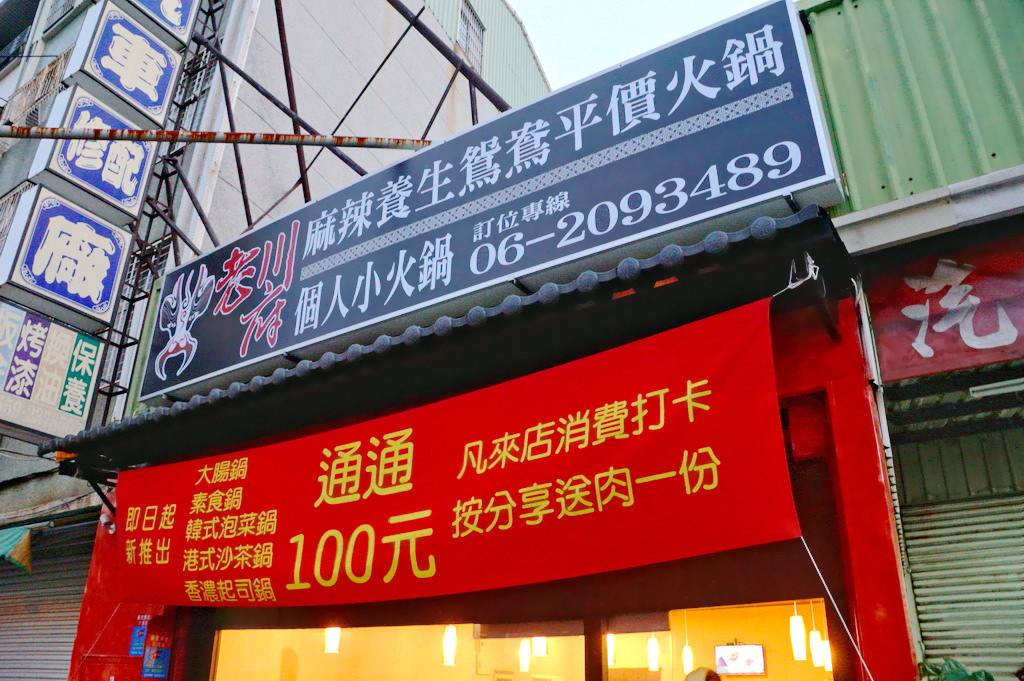 車
修配
廠
烤漆
換油
保養
老川府
麻辣養生鴛鴦平價火鍋
個人小火鍋
訂位專線
06-2093489
汽
即日起
新推出
大腸鍋
素食鍋
韓式泡菜鍋
港式沙茶鍋
香濃起司鍋
通通
100元
凡來店消費打卡
按分享送肉一份